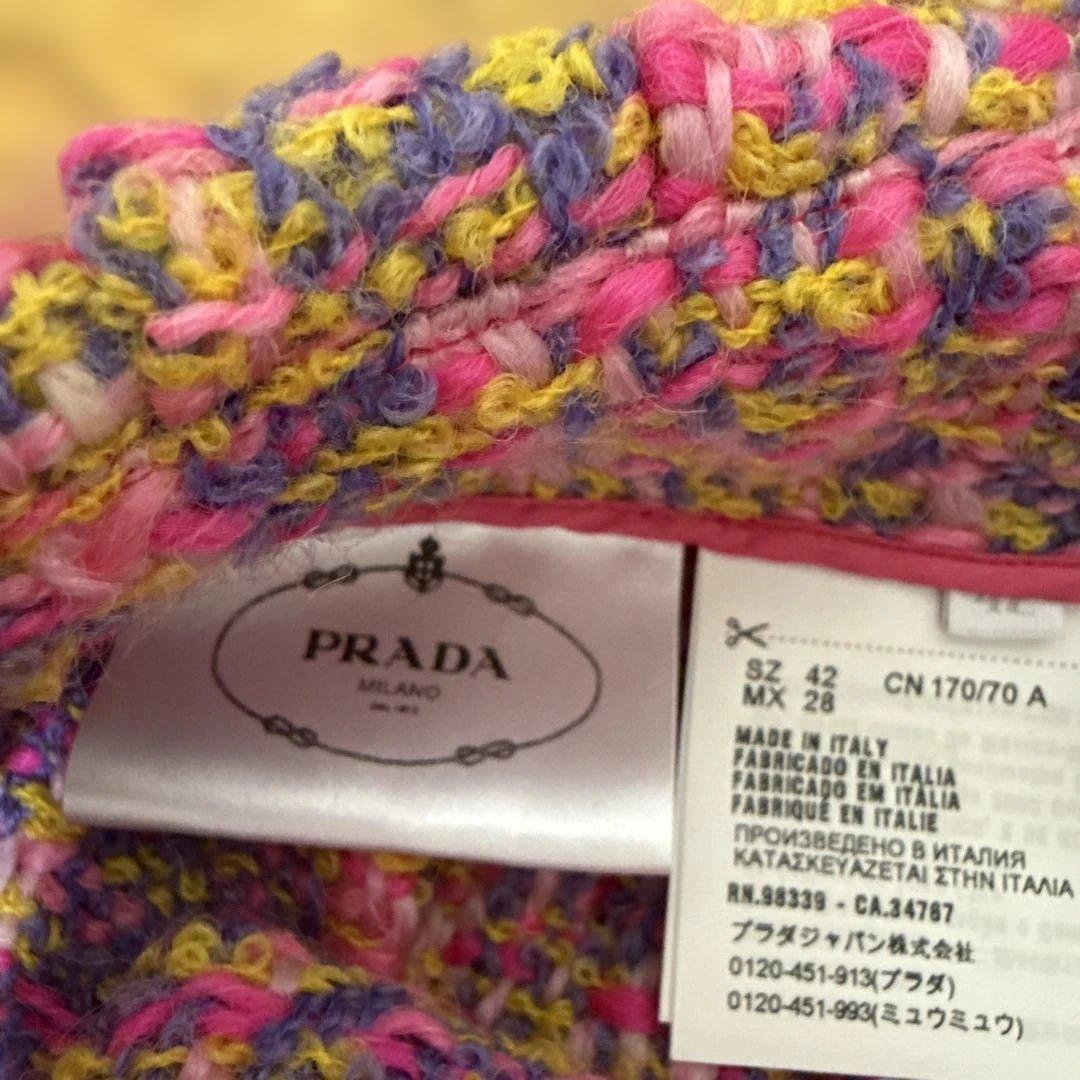 PRADA
MILANO
SZ 42
MX 28
CN 170/70 A
MADE IN ITALY
FABRICADO EN ITALIA
FABRICADO EM ITÁLIA
FABRIQUÉ EN ITALIE
ПРОИЗВЕДЕНО В ИТАЛИЯ
ΚΑΤΑΣΚΕΥΑΖΕΤΑΙ ΣΤΗΝ ΙΤΑΛΙΑ
RN.98339 - CA.34767
プラダジャパン株式会社
0120-451-913(プラダ)
0120-451-993(ミュウミュウ)